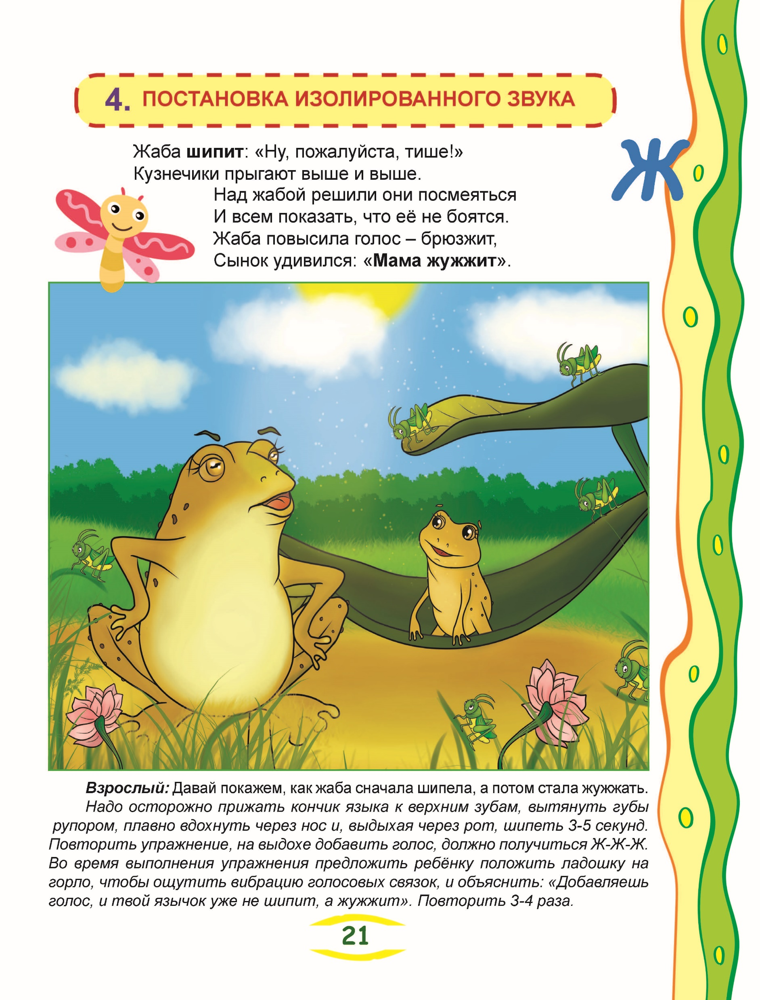 4. ПОСТАНОВКА ИЗОЛИРОВАННОГО ЗВУКА
Жаба шипит: «Ну, пожалуйста, тише!»
Кузнечики прыгают выше и выше.
Над жабой решили они посмеяться
И всем показать, что её не боятся.
Жаба повысила голос – брюзжит,
Сынок удивился: «Мама жужжит».
Ж
Взрослый: Давай покажем, как жаба сначала шипела, а потом стала жужжать.
Надо осторожно прижать кончик языка к верхним зубам, вытянуть губы
рупором, плавно вдохнуть через нос и, выдыхая через рот, шипеть 3-5 секунд.
Повторить упражнение, на выдохе добавить голос, должно получиться Ж-Ж-Ж.
Во время выполнения упражнения предложить ребёнку положить ладошку на
горло, чтобы ощутить вибрацию голосовых связок, и объяснить: «Добавляешь
голос, и твой язычок уже не шипит, а жужжит». Повторить 3-4 раза.
21